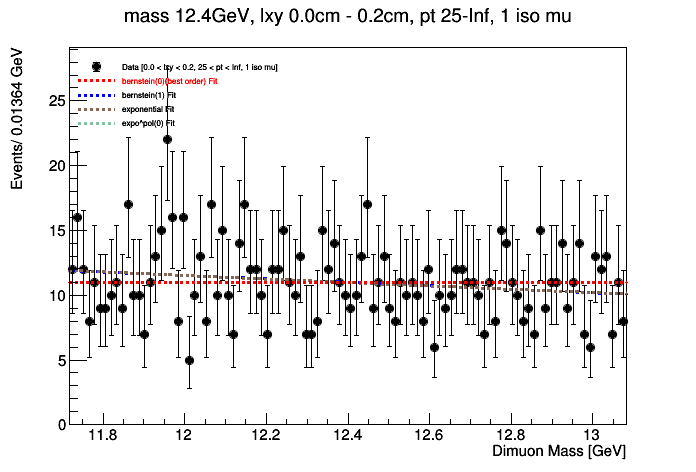 mass 12.4GeV, lxy 0.0cm - 0.2cm, pt 25-Inf, 1 iso mu
Events/ 0.01364 GeV
Data [0.0 < lxy < 0.2, 25 < pt < Inf, 1 iso mu]
bernstein(0)(best order) Fit
bernstein(1) Fit
exponential Fit
expo*pol(0) Fit
25
20
15
10
5
0
11.8 12 12.2 12.4 12.6 12.8 13
Dimuon Mass [GeV]